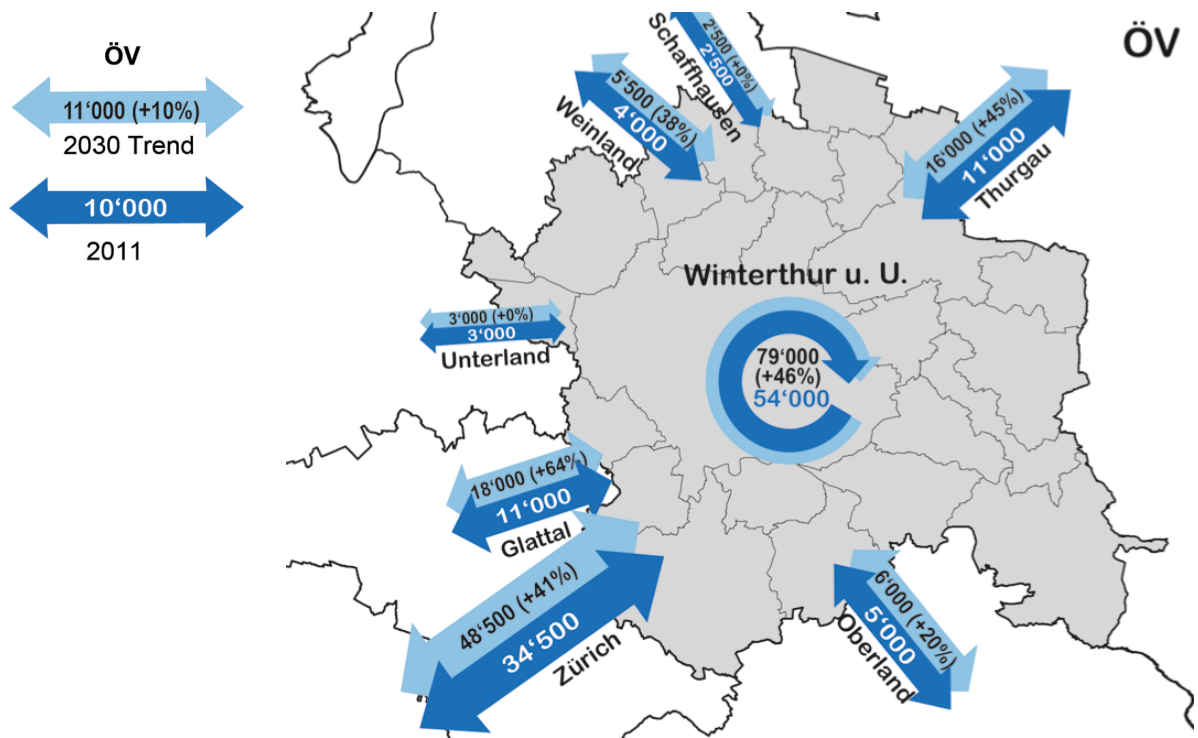 ÖV
11‘000 (+10%)
2030 Trend
10‘000
2011
ÖV
2‘500 (+0%)
2‘500
Schaffhausen
5‘500 (38%)
4‘000
Weinland
16‘000 (+45%)
11‘000
Thurgau
Winterthur u. U.
79‘000
(+46%)
54‘000
3‘000 (+0%)
3‘000
Unterland
18‘000 (+64%)
11‘000
Glattal
48‘500 (+41%)
34‘500
Zürich
6‘000 (+20%)
5‘000
Oberland